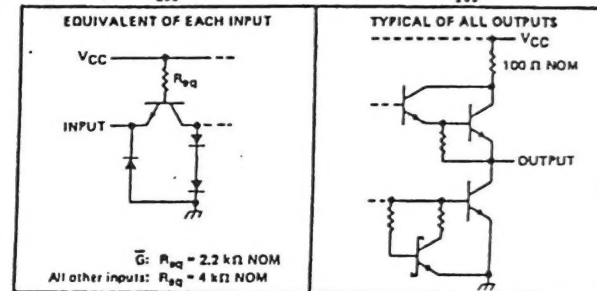 EQUIVALENT OF EACH INPUT
VCC
Req
INPUT
G̅: Req = 2.2 kΩ NOM
All other inputs: Req = 4 kΩ NOM
TYPICAL OF ALL OUTPUTS
VCC
100 Ω NOM
OUTPUT